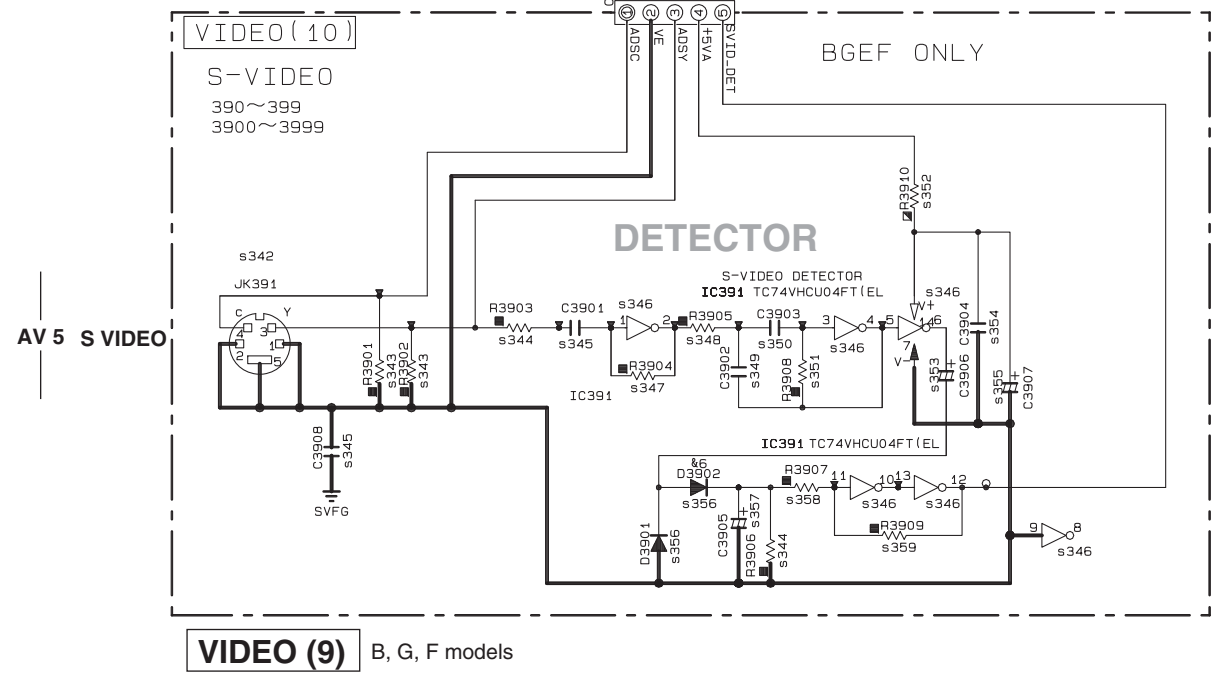 VIDEO(10)
S-VIDEO
390~399
3900~3999
1 2 3 4 5
ADSC
VE
ADSY
+5VA
SVID_DET
BGEF ONLY
DETECTOR
R3910
s352
s342
JK391
C Y
4 3
2 1
5
AV 5 S VIDEO
R3901
s343
R3902
s343
C3908
s345
SVFG
R3903
s344
C3901
s345
s346
1 2
R3904
s347
IC391
S-VIDEO DETECTOR
IC391 TC74VHCU04FT(EL
R3905
s348
C3903
s350
C3902
s349
R3908
s351
3 4
s346
s346
V+
5 14 6
7
V-
s353
C3906
C3904
s354
s355
C3907
IC391 TC74VHCU04FT(EL
&6
D3902
s356
D3901
s356
C3905
s357
R3906
s344
R3907
s358
11 10 13 12
s346
s346
R3909
s359
9 8
s346
VIDEO (9) B, G, F models